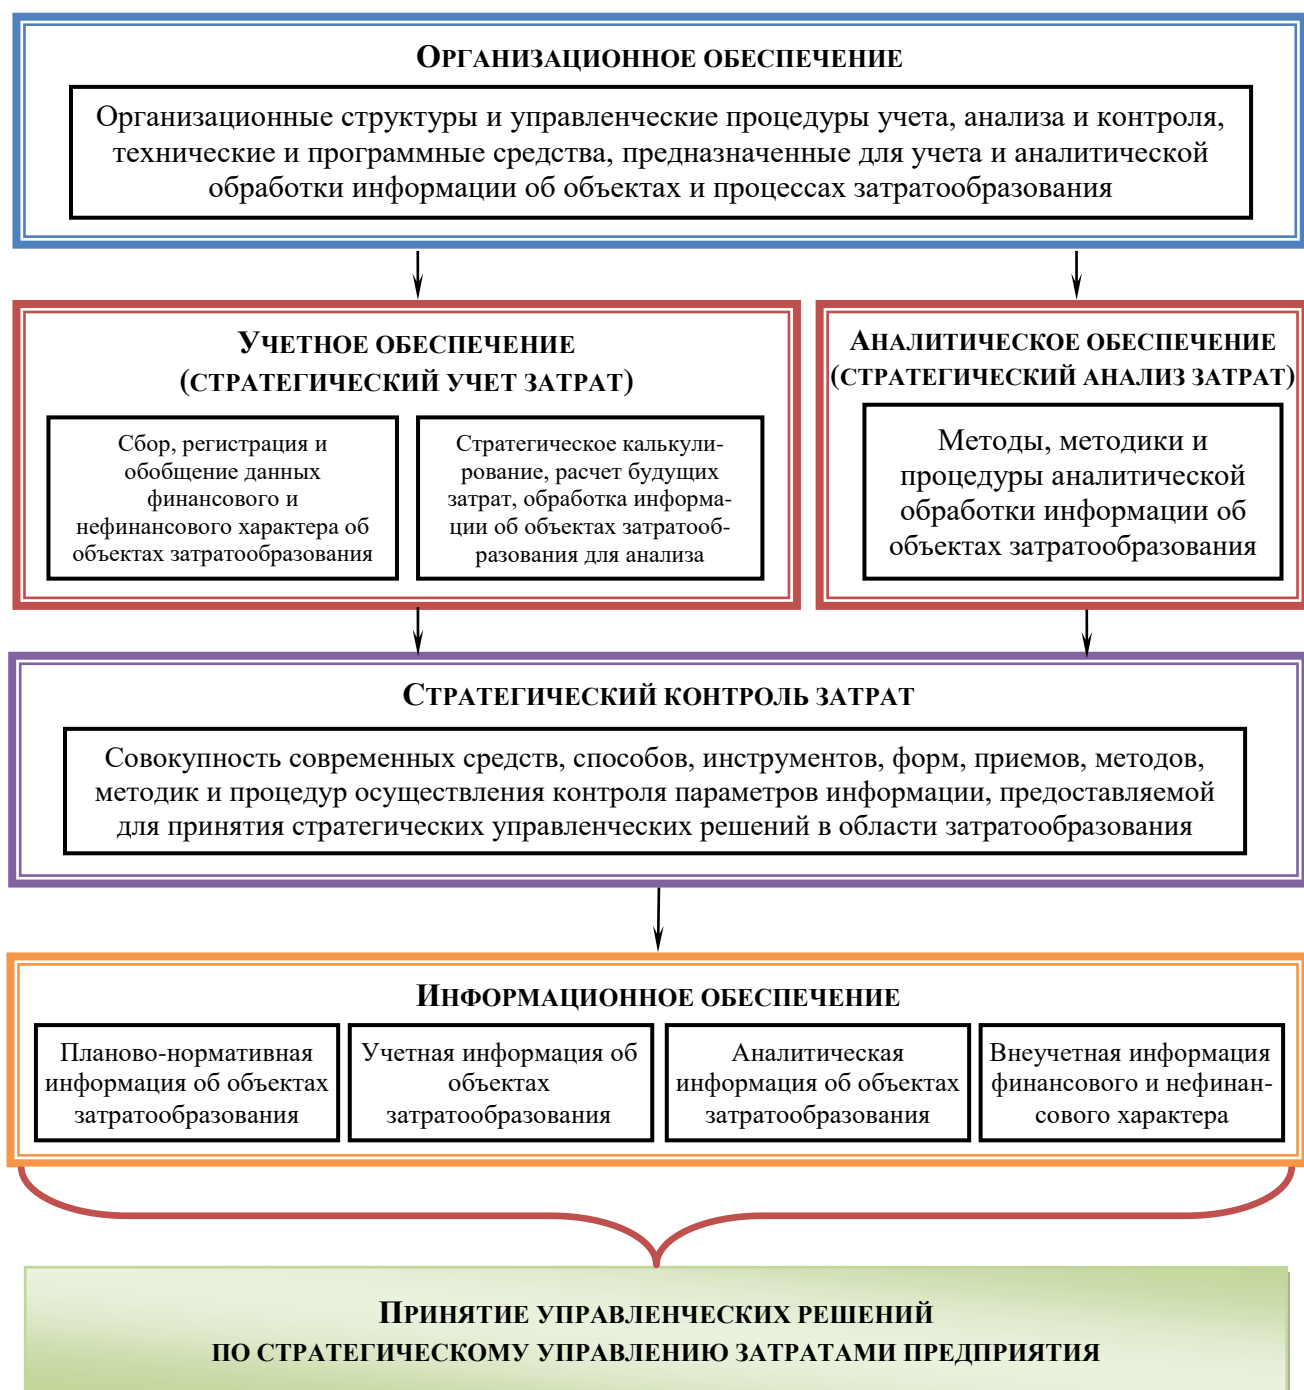 ОРГАНИЗАЦИОННОЕ ОБЕСПЕЧЕНИЕ
Организационные структуры и управленческие процедуры учета, анализа и контроля,
технические и программные средства, предназначенные для учета и аналитической
обработки информации об объектах и процессах затратообразования
УЧЕТНОЕ ОБЕСПЕЧЕНИЕ
(СТРАТЕГИЧЕСКИЙ УЧЕТ ЗАТРАТ)
Сбор, регистрация и
обобщение данных
финансового и
нефинансового характера об
объектах затратообразования
Стратегическое калькули-
рование, расчет будущих
затрат, обработка информа-
ции об объектах затратооб-
разования для анализа
АНАЛИТИЧЕСКОЕ ОБЕСПЕЧЕНИЕ
(СТРАТЕГИЧЕСКИЙ АНАЛИЗ ЗАТРАТ)
Методы, методики и
процедуры аналитической
обработки информации об
объектах затратообразования
СТРАТЕГИЧЕСКИЙ КОНТРОЛЬ ЗАТРАТ
Совокупность современных средств, способов, инструментов, форм, приемов, методов,
методик и процедур осуществления контроля параметров информации, предоставляемой
для принятия стратегических управленческих решений в области затратообразования
ИНФОРМАЦИОННОЕ ОБЕСПЕЧЕНИЕ
Планово-нормативная
информация об объектах
затратообразования
Учетная информация об
объектах
затратообразования
Аналитическая
информация об объектах
затратообразования
Внеучетная информация
финансового и нефинан-
сового характера
ПРИНЯТИЕ УПРАВЛЕНЧЕСКИХ РЕШЕНИЙ
ПО СТРАТЕГИЧЕСКОМУ УПРАВЛЕНИЮ ЗАТРАТАМИ ПРЕДПРИЯТИЯ